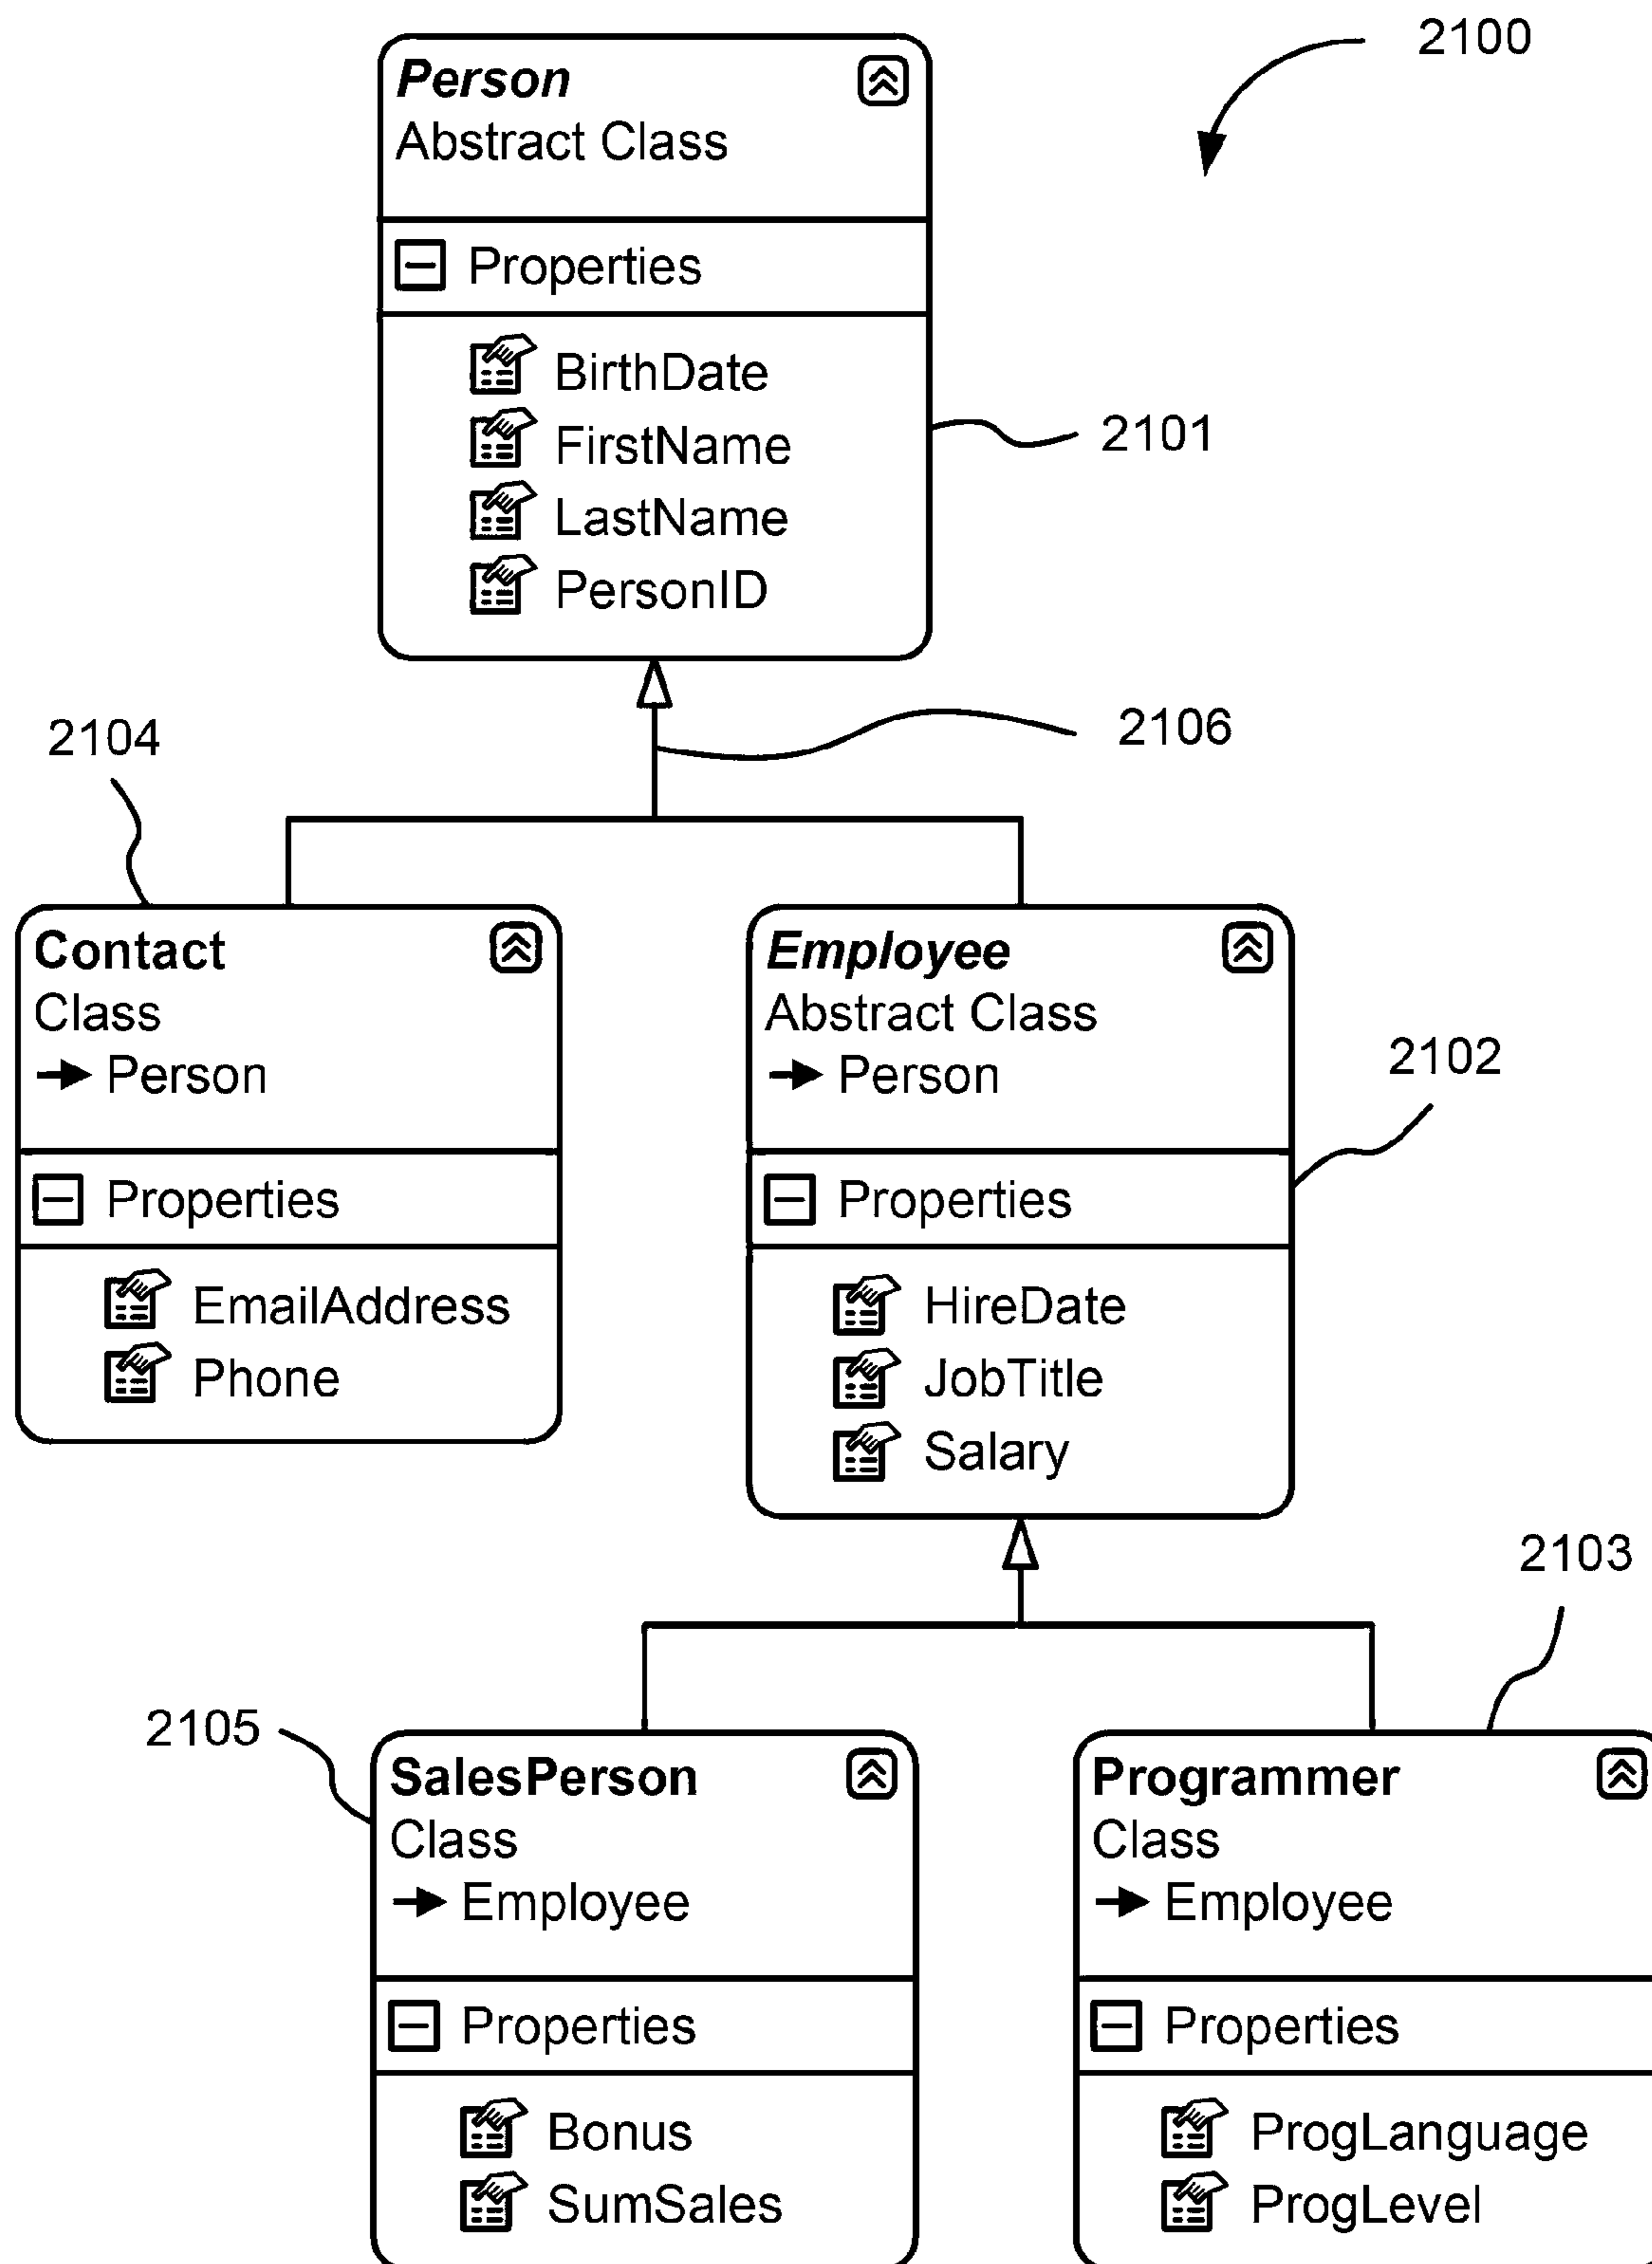 2100
Person
Abstract Class
Properties
BirthDate
FirstName
LastName
PersonID
2101
2106
2104
Contact
Class
Person
Properties
EmailAddress
Phone
Employee
Abstract Class
Person
Properties
HireDate
JobTitle
Salary
2102
2103
2105
SalesPerson
Class
Employee
Properties
Bonus
SumSales
Programmer
Class
Employee
Properties
ProgLanguage
ProgLevel